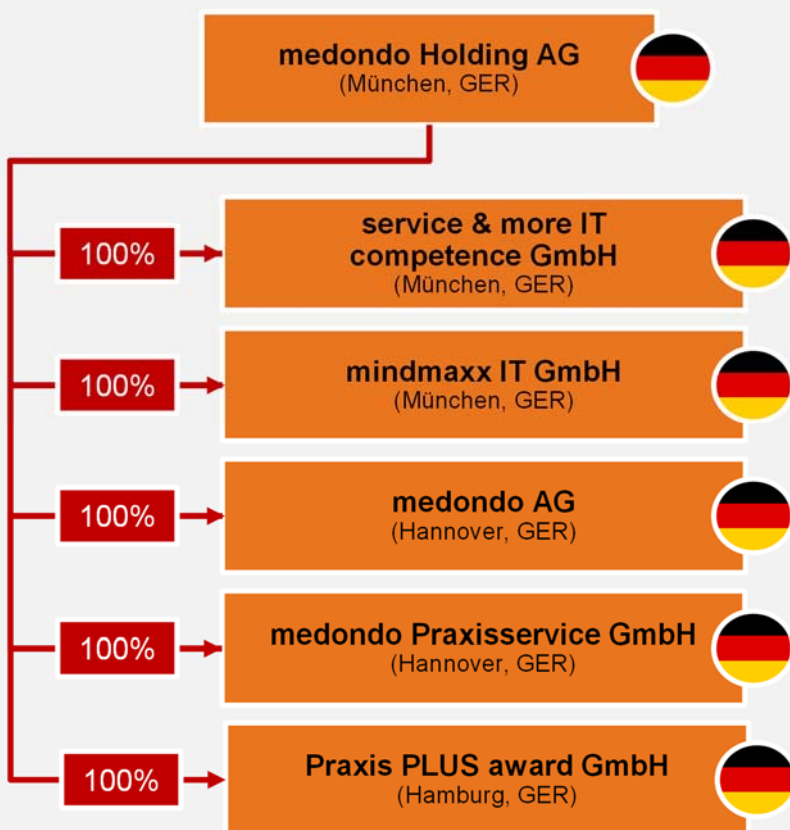 medondo Holding AG
(München, GER)
100%
service & more IT
competence GmbH
(München, GER)
100%
mindmaxx IT GmbH
(München, GER)
100%
medondo AG
(Hannover, GER)
100%
medondo Praxisservice GmbH
(Hannover, GER)
100%
Praxis PLUS award GmbH
(Hamburg, GER)